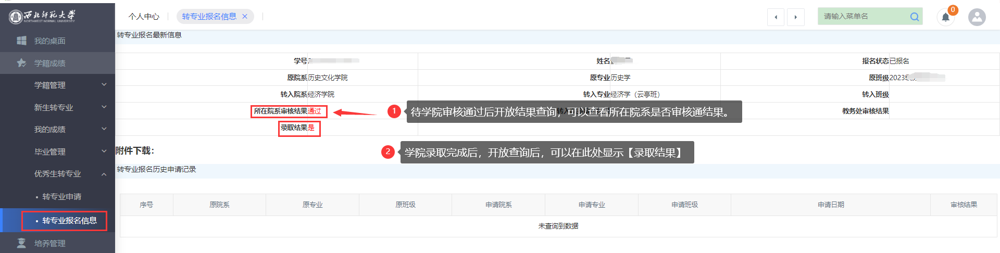 西北师范大学
NORTHWEST NORMAL UNIVERSITY
个人中心
转专业报名信息 ×
请输入菜单名
0
我的桌面
学籍成绩
学籍管理
新生转专业
我的成绩
毕业管理
优秀生转专业
转专业申请
转专业报名信息
培养管理
转专业报名最新信息
学号
姓名
报名状态 已报名
原院系 历史文化学院
原专业 历史学
原班级 2023级
转入院系 经济学院
转入专业 经济学（云亭班）
转入班级
所在院系审核结果 通过
教务处审核结果
1 待学院审核通过后开放结果查询，可以查看所在院系是否审核通结果。
录取结果 是
附件下载：
2 学院录取完成后，开放查询后，可以在此处显示【录取结果】
转专业报名历史申请记录
序号 原院系 原专业 原班级 申请院系 申请专业 申请班级 申请日期 审核结果
未查询到数据